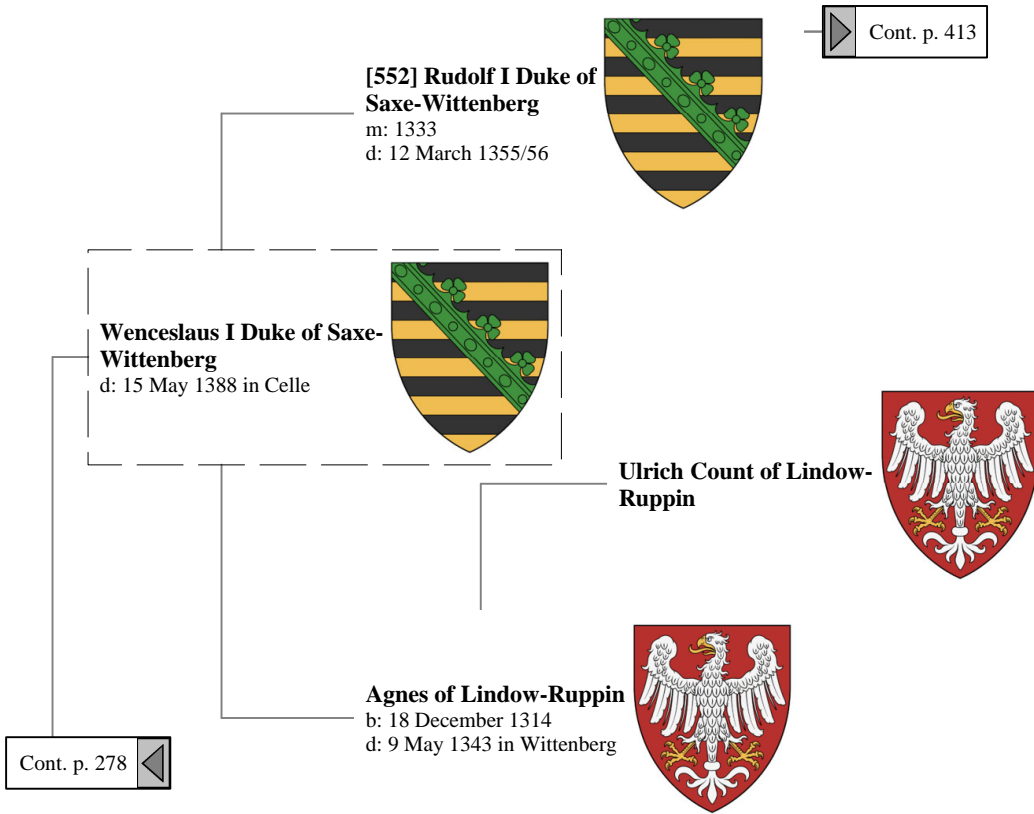 Cont. p. 413
[552] Rudolf I Duke of
Saxe-Wittenberg
m: 1333
d: 12 March 1355/56
Wenceslaus I Duke of Saxe-
Wittenberg
d: 15 May 1388 in Celle
Ulrich Count of Lindow-
Ruppin
Agnes of Lindow-Ruppin
b: 18 December 1314
d: 9 May 1343 in Wittenberg
Cont. p. 278